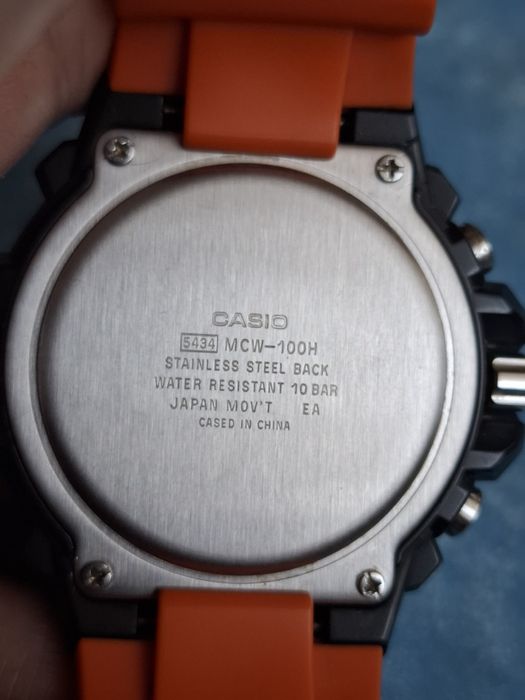 CASIO
5434 MCW-100H
STAINLESS STEEL BACK
WATER RESISTANT 10 BAR
JAPAN MOV'T EA
CASED IN CHINA